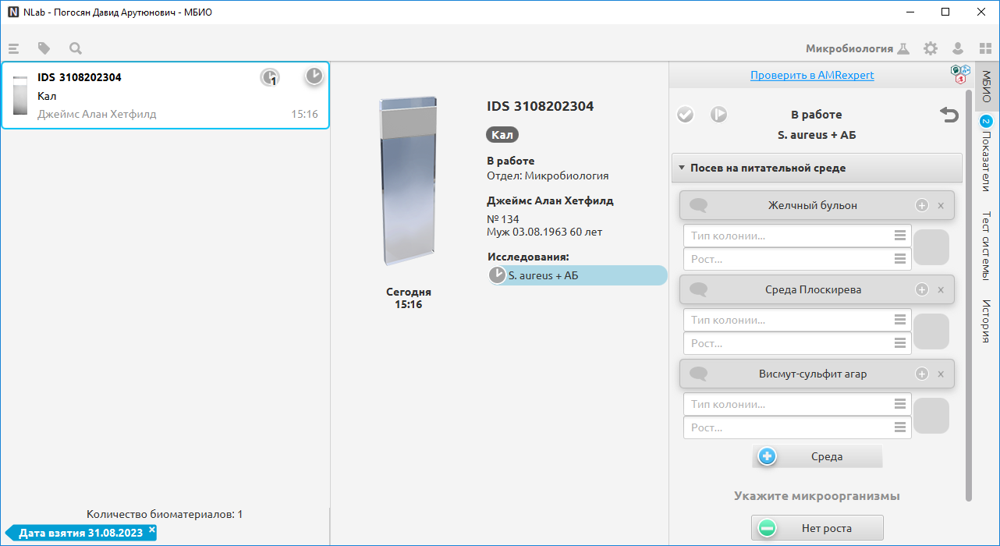 NLab - Погосян Давид Арутюнович - МБИО
Микробиология
IDS 3108202304
1
Кал
Джеймс Алан Хетфилд 15:16
Количество биоматериалов: 1
Дата взятия 31.08.2023 ×
Сегодня
15:16
IDS 3108202304
Кал
В работе
Отдел: Микробиология
Джеймс Алан Хетфилд
№ 134
Муж 03.08.1963 60 лет
Исследования:
S. aureus + АБ
Проверить в AMRexpert
В работе
S. aureus + АБ
Посев на питательной среде
Желчный бульон
Тип колонии...
Рост...
Среда Плоскирева
Тип колонии...
Рост...
Висмут-сульфит агар
Тип колонии...
Рост...
Среда
Укажите микроорганизмы
Нет роста
МБИО
2 Показатели
Тест системы
История